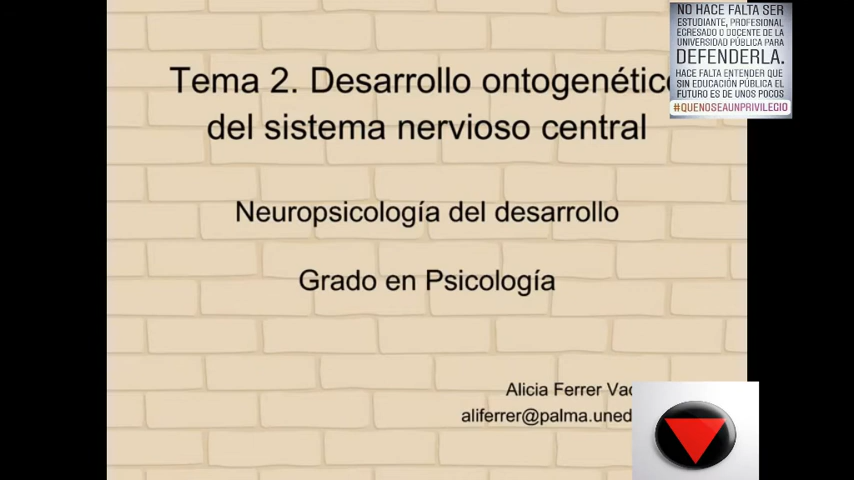 Tema 2. Desarrollo ontogenético
del sistema nervioso central
Neuropsicología del desarrollo
Grado en Psicología
Alicia Ferrer
aliferrer@palma.uned
NO HACE FALTA SER
ESTUDIANTE, PROFESIONAL
EGRESADO O DOCENTE DE LA
UNIVERSIDAD PÚBLICA PARA
DEFENDERLA.
HACE FALTA ENTENDER QUE
SIN EDUCACIÓN PÚBLICA EL
FUTURO ES DE UNOS POCOS
#QUENOSEAUNPRIVILEGIO